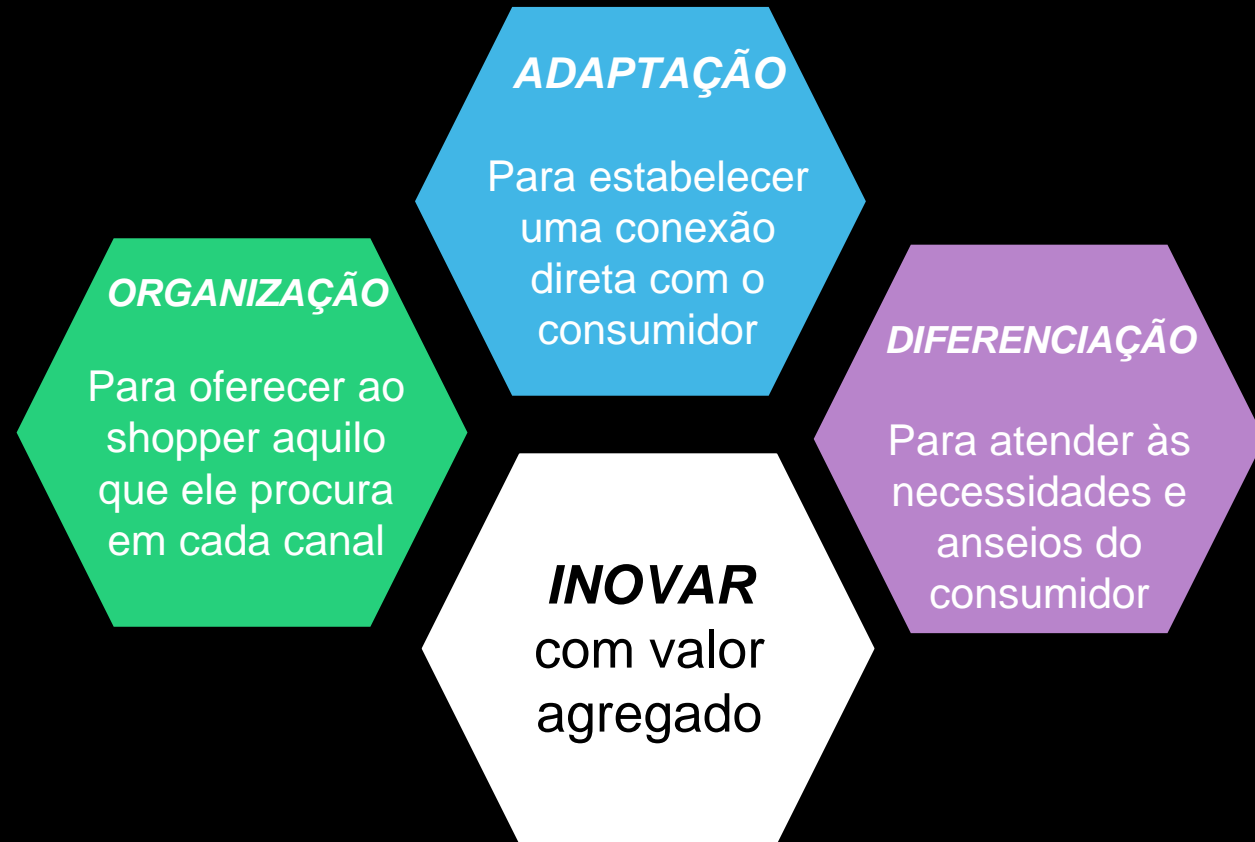 ADAPTAÇÃO
Para estabelecer
uma conexão
direta com o
consumidor
ORGANIZAÇÃO
Para oferecer ao
shopper aquilo
que ele procura
em cada canal
DIFERENCIAÇÃO
Para atender às
necessidades e
anseios do
consumidor
INOVAR
com valor
agregado